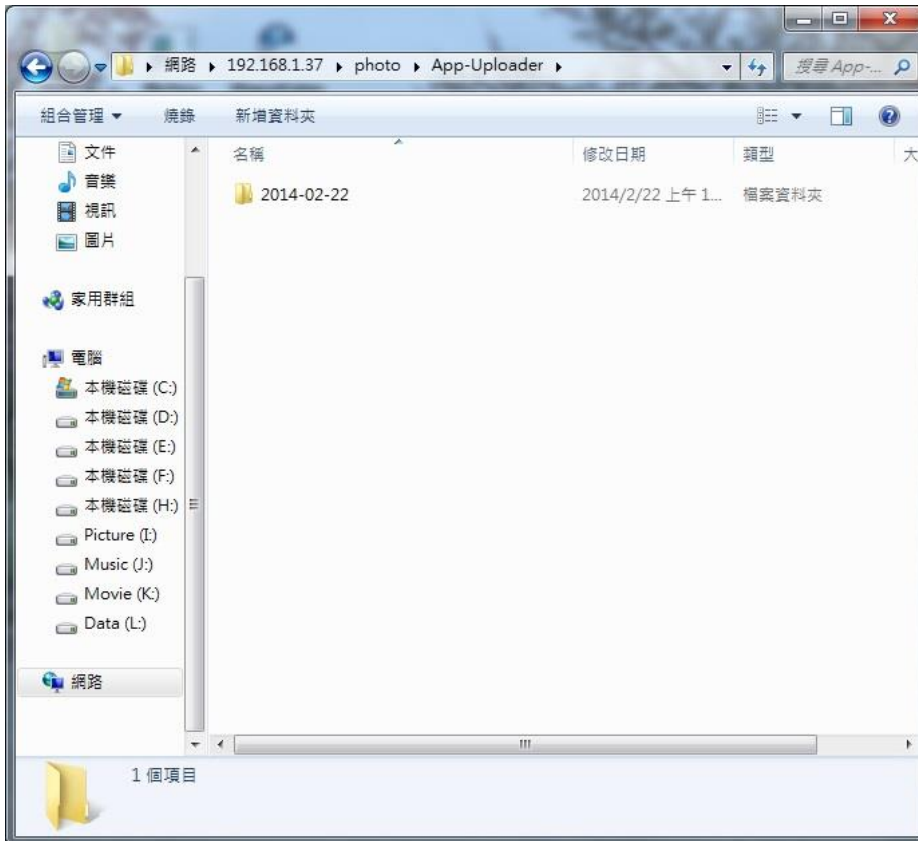 網路 192.168.1.37 photo App-Uploader 搜尋 App-...
組合管理 燒錄 新增資料夾
名稱 修改日期 類型 大
2014-02-22 2014/2/22 上午 1... 檔案資料夾
文件
音樂
視訊
圖片
家用群組
電腦
本機磁碟 (C:)
本機磁碟 (D:)
本機磁碟 (E:)
本機磁碟 (F:)
本機磁碟 (H:)
Picture (I:)
Music (J:)
Movie (K:)
Data (L:)
網路
1 個項目